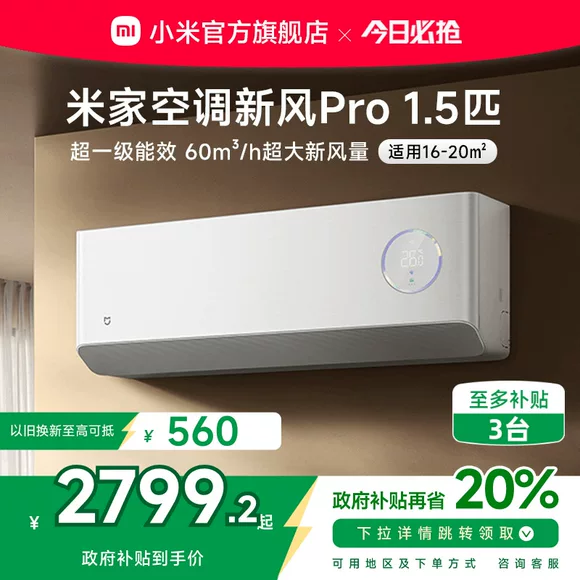 小米官方旗舰店 × 今日必抢
米家空调新风Pro 1.5匹
超一级能效 60m³/h超大新风量 适用16-20m²
26
以旧换新至高可抵 ¥ 560
至多补贴
3台
¥ 2799.2起
政府补贴到手价
政府补贴再省 20%
下拉详情跳转领取
可用地区及下单方式 咨询客服